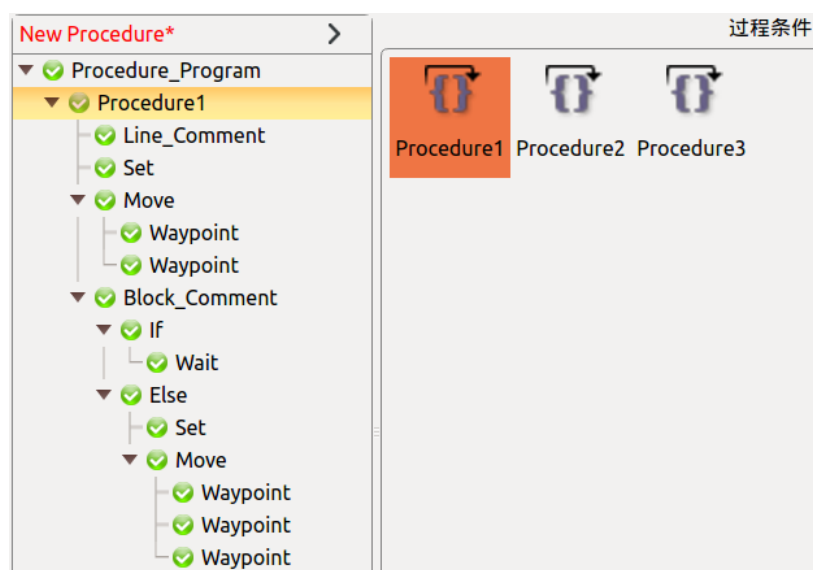 New Procedure*
Procedure_Program
Procedure1
Line_Comment
Set
Move
Waypoint
Waypoint
Block_Comment
If
Wait
Else
Set
Move
Waypoint
Waypoint
Waypoint
过程条件
Procedure1 Procedure2 Procedure3